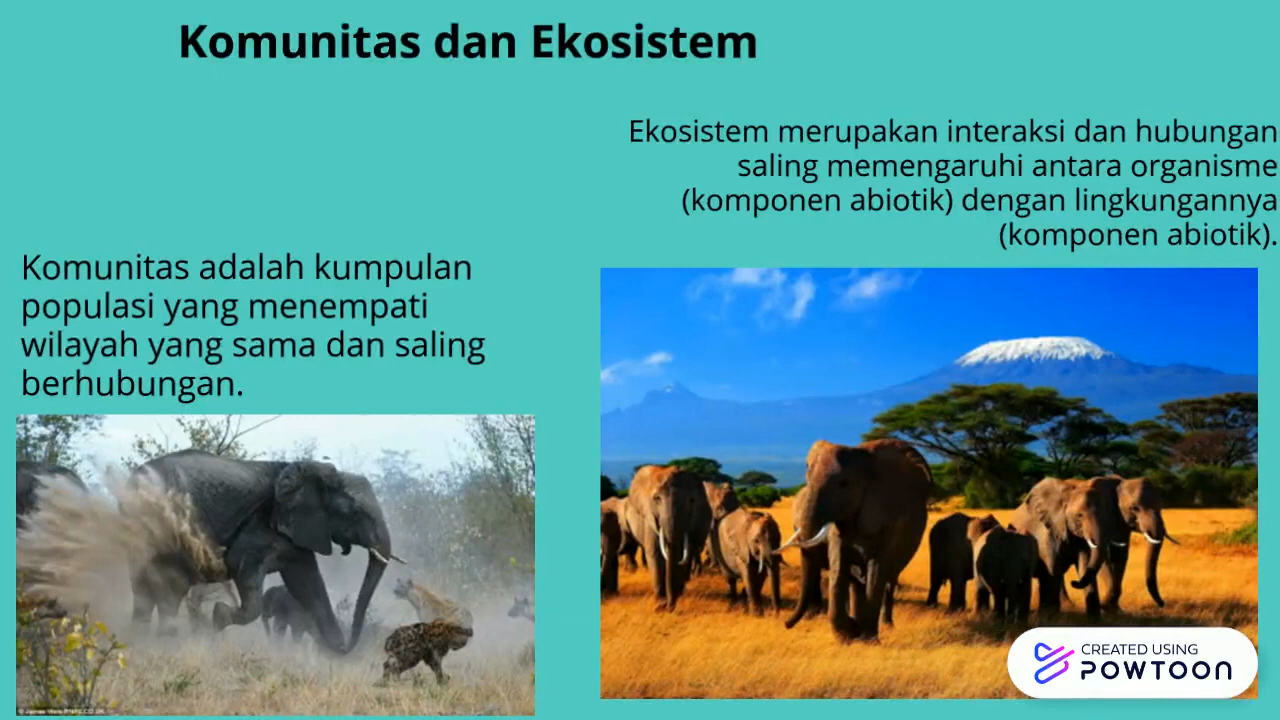 Komunitas dan Ekosistem
Ekosistem merupakan interaksi dan hubungan
saling memengaruhi antara organisme
(komponen abiotik) dengan lingkungannya
(komponen abiotik).
Komunitas adalah kumpulan
populasi yang menempati
wilayah yang sama dan saling
berhubungan.
CREATED USING
POWTOON